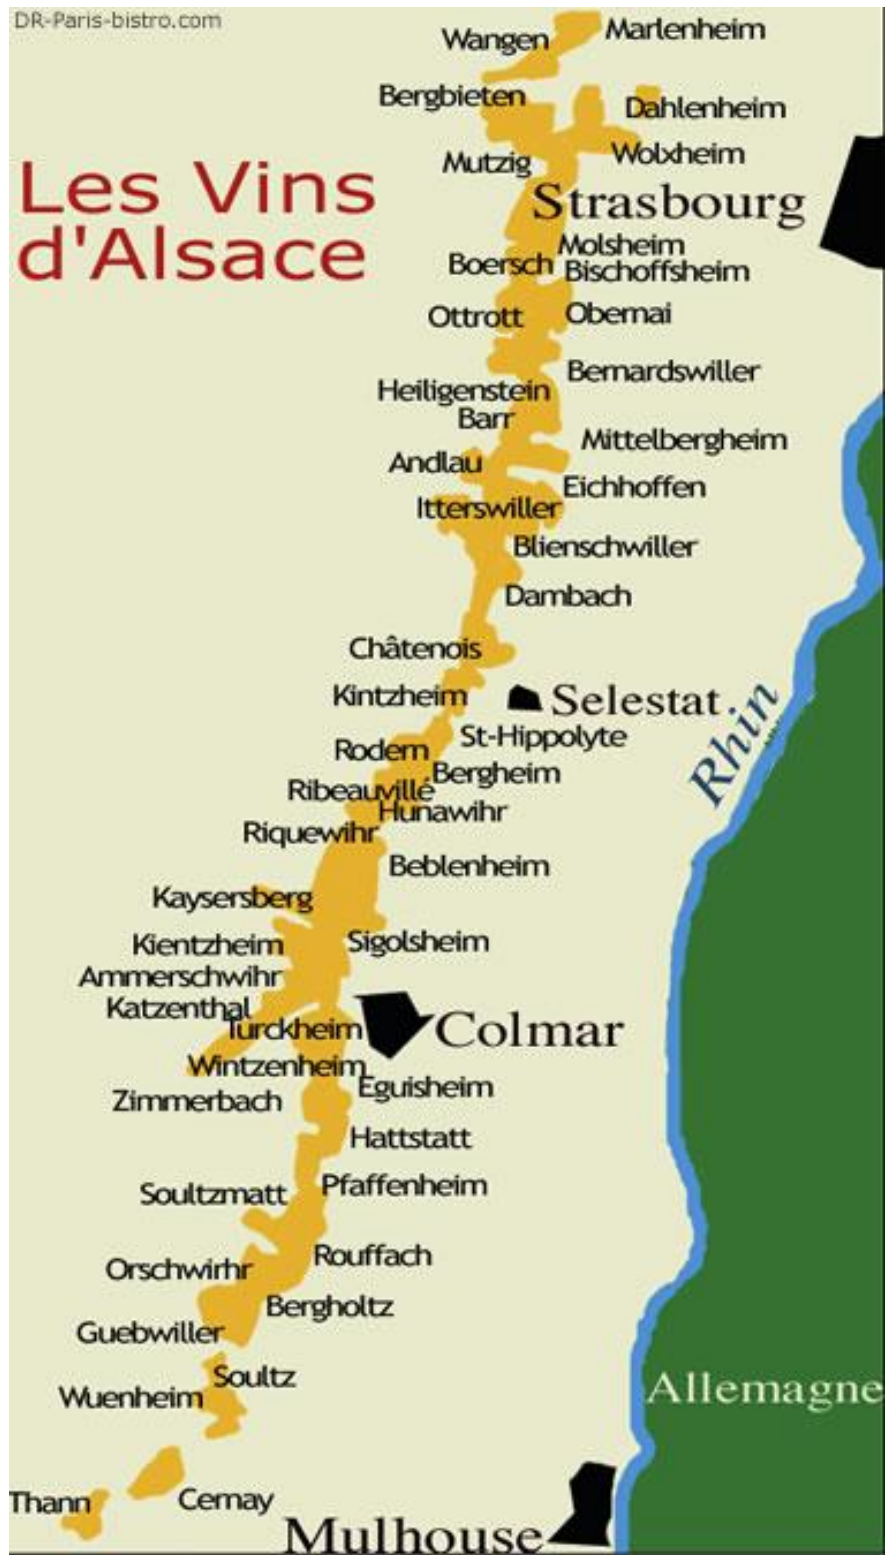 DR-Paris-bistro.com
Marlenheim
Wangen
Bergbieten
Dahlenheim
Les Vins
d'Alsace
Mutzig
Wolxheim
Strasbourg
Molsheim
Boersch
Bischoffsheim
Ottrott
Obernai
Bernardswiller
Heiligenstein
Barr
Mittelbergheim
Andlau
Eichhoffen
Itterswiller
Blienschwiller
Dambach
Châtenois
Kintzheim
Selestat
Rhin
St-Hippolyte
Rodern
Bergheim
Ribeauvillé
Hunawihr
Riquewihr
Beblenheim
Kaysersberg
Kientzheim
Sigolsheim
Ammerschwihr
Katzenthal
Turckheim
Colmar
Wintzenheim
Eguisheim
Zimmerbach
Hattstatt
Soultzmatt
Pfaffenheim
Rouffach
Orschwirhr
Bergholtz
Guebwiller
Soultz
Wuenheim
Allemagne
Thann
Cernay
Mulhouse